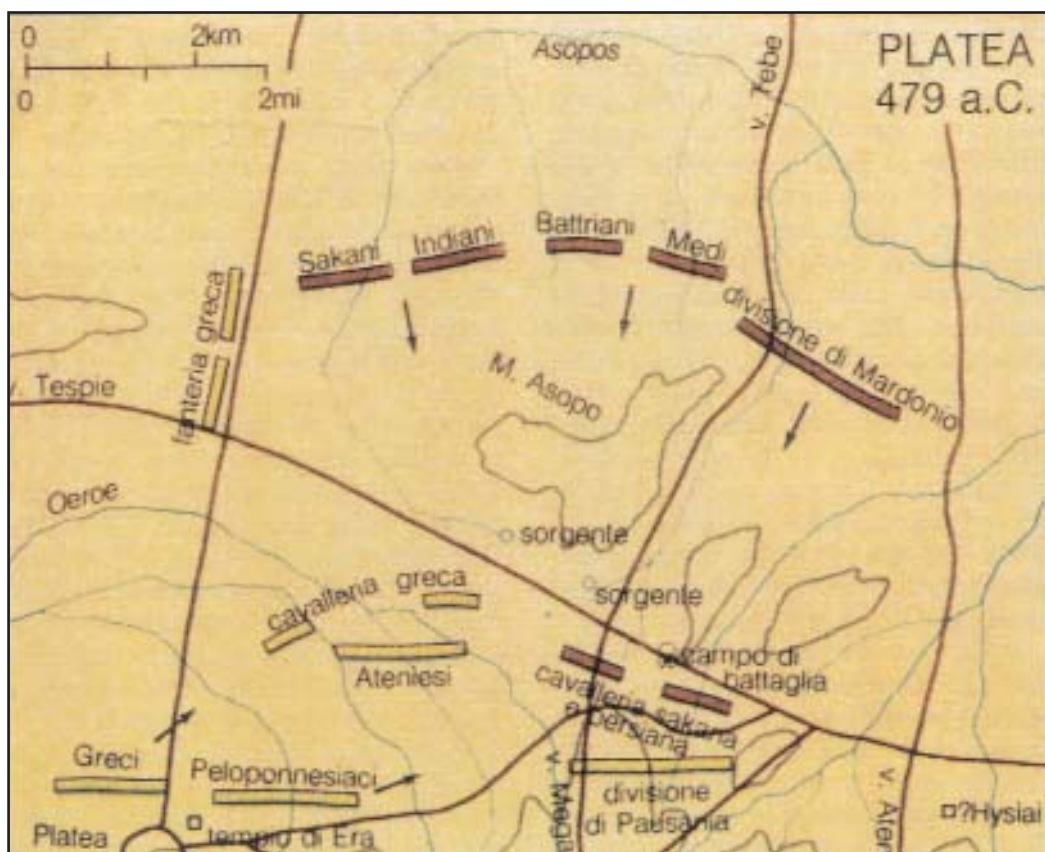 0 2km
0 2mi
Asopos
v. Tebe
PLATEA
479 a.C.
Sakani
Indiani
Battriani
Medi
divisione di Mardonio
fanteria greca
v. Tespie
M. Asopo
Oeroe
sorgente
sorgente
cavalleria greca
Ateniesi
campo di
battaglia
cavalleria sakana
e persiana
Greci
Peloponnesiaci
divisione
di Pausania
v. Mega
v. Aten
?Hysiai
Platea
tempio di Era